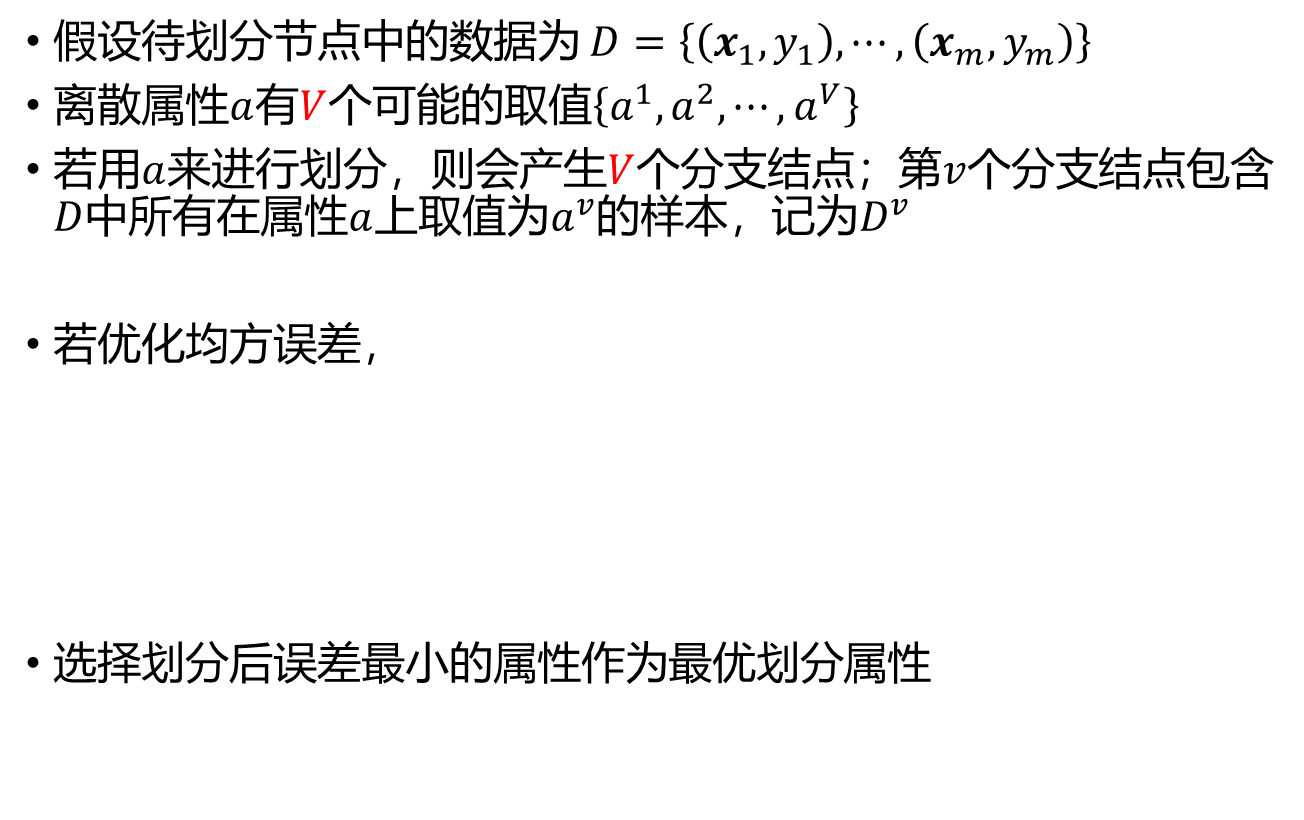 • 假设待划分节点中的数据为 D = {(x₁, y₁), ⋯ , (xₘ, yₘ)}
• 离散属性a有V个可能的取值{a¹, a², ⋯ , aⱽ}
• 若用a来进行划分，则会产生V个分支结点；第v个分支结点包含
D中所有在属性a上取值为aᵛ的样本，记为Dᵛ
• 若优化均方误差，
• 选择划分后误差最小的属性作为最优划分属性